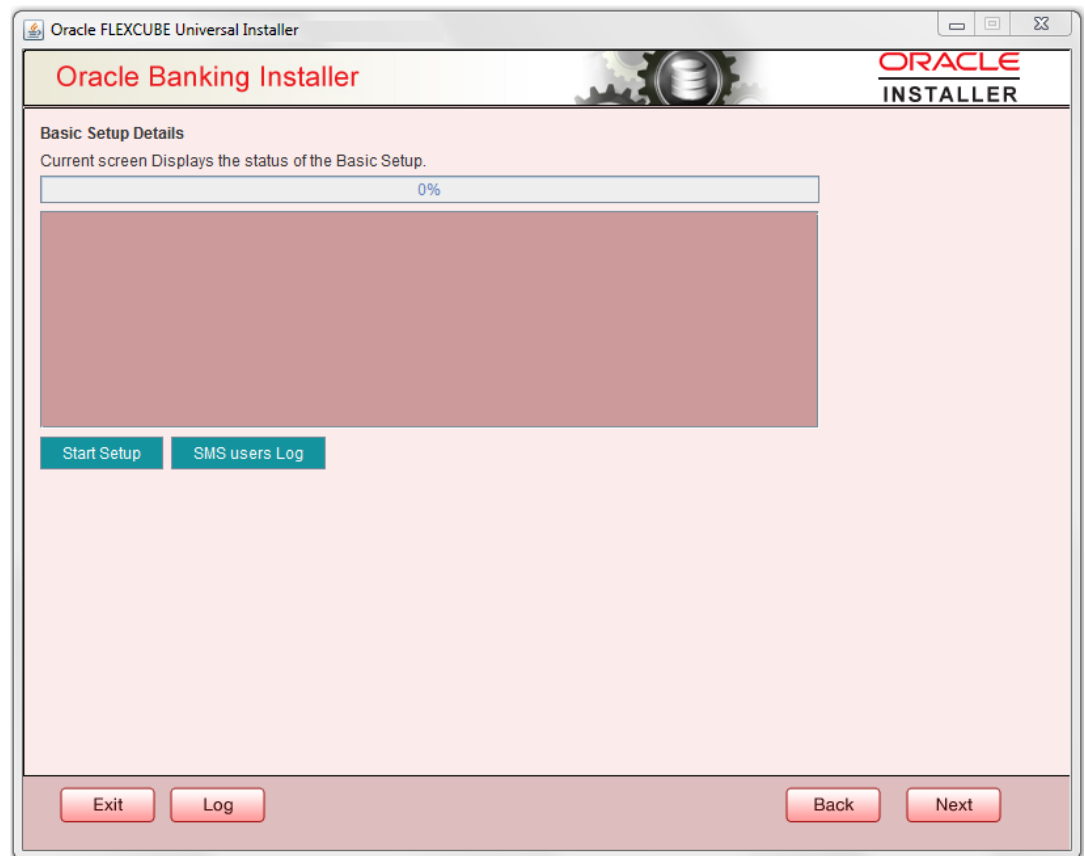 Oracle FLEXCUBE Universal Installer
Oracle Banking Installer
ORACLE
INSTALLER
Basic Setup Details
Current screen Displays the status of the Basic Setup.
0%
Start Setup SMS users Log
Exit Log Back Next